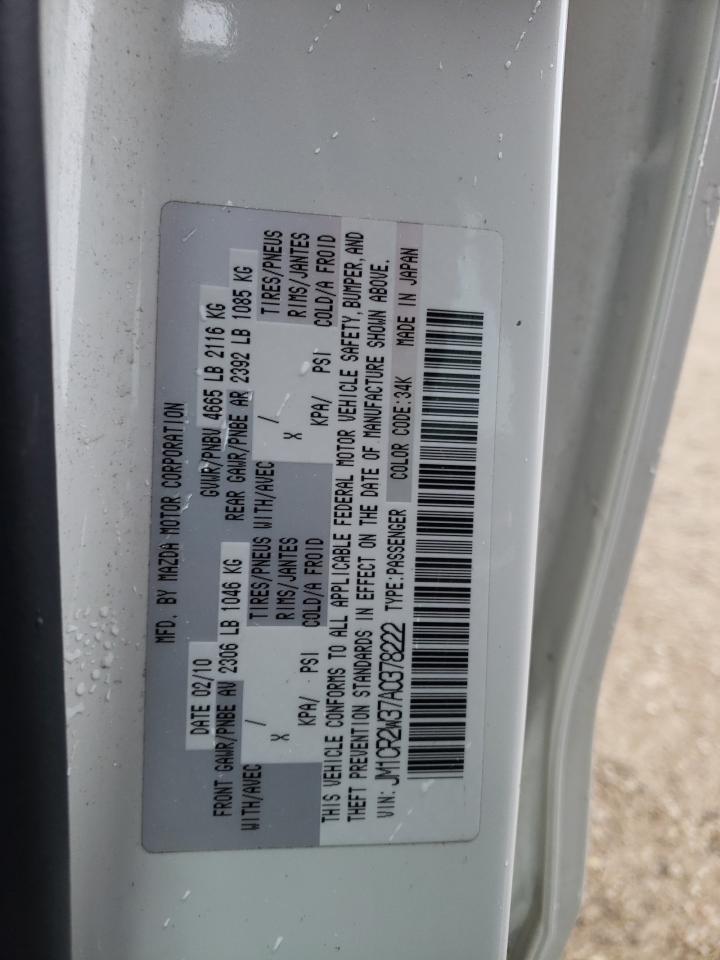 MFD. BY MAZDA MOTOR CORPORATION
DATE 02/10 GVWR/PNBV 4665 LB 2116 KG
FRONT GAWR/PNBE AV 2306 LB 1046 KG REAR GAWR/PNBE AR 2392 LB 1085 KG
WITH/AVEC / TIRES/PNEUS WITH/AVEC / TIRES/PNEUS
X RIMS/JANTES X RIMS/JANTES
KPA/ PSI COLD/A FROID KPA/ PSI COLD/A FROID
THIS VEHICLE CONFORMS TO ALL APPLICABLE FEDERAL MOTOR VEHICLE SAFETY, BUMPER, AND
THEFT PREVENTION STANDARDS IN EFFECT ON THE DATE OF MANUFACTURE SHOWN ABOVE.
VIN: JM1CR2W37A0378222 TYPE:PASSENGER COLOR CODE:34K MADE IN JAPAN